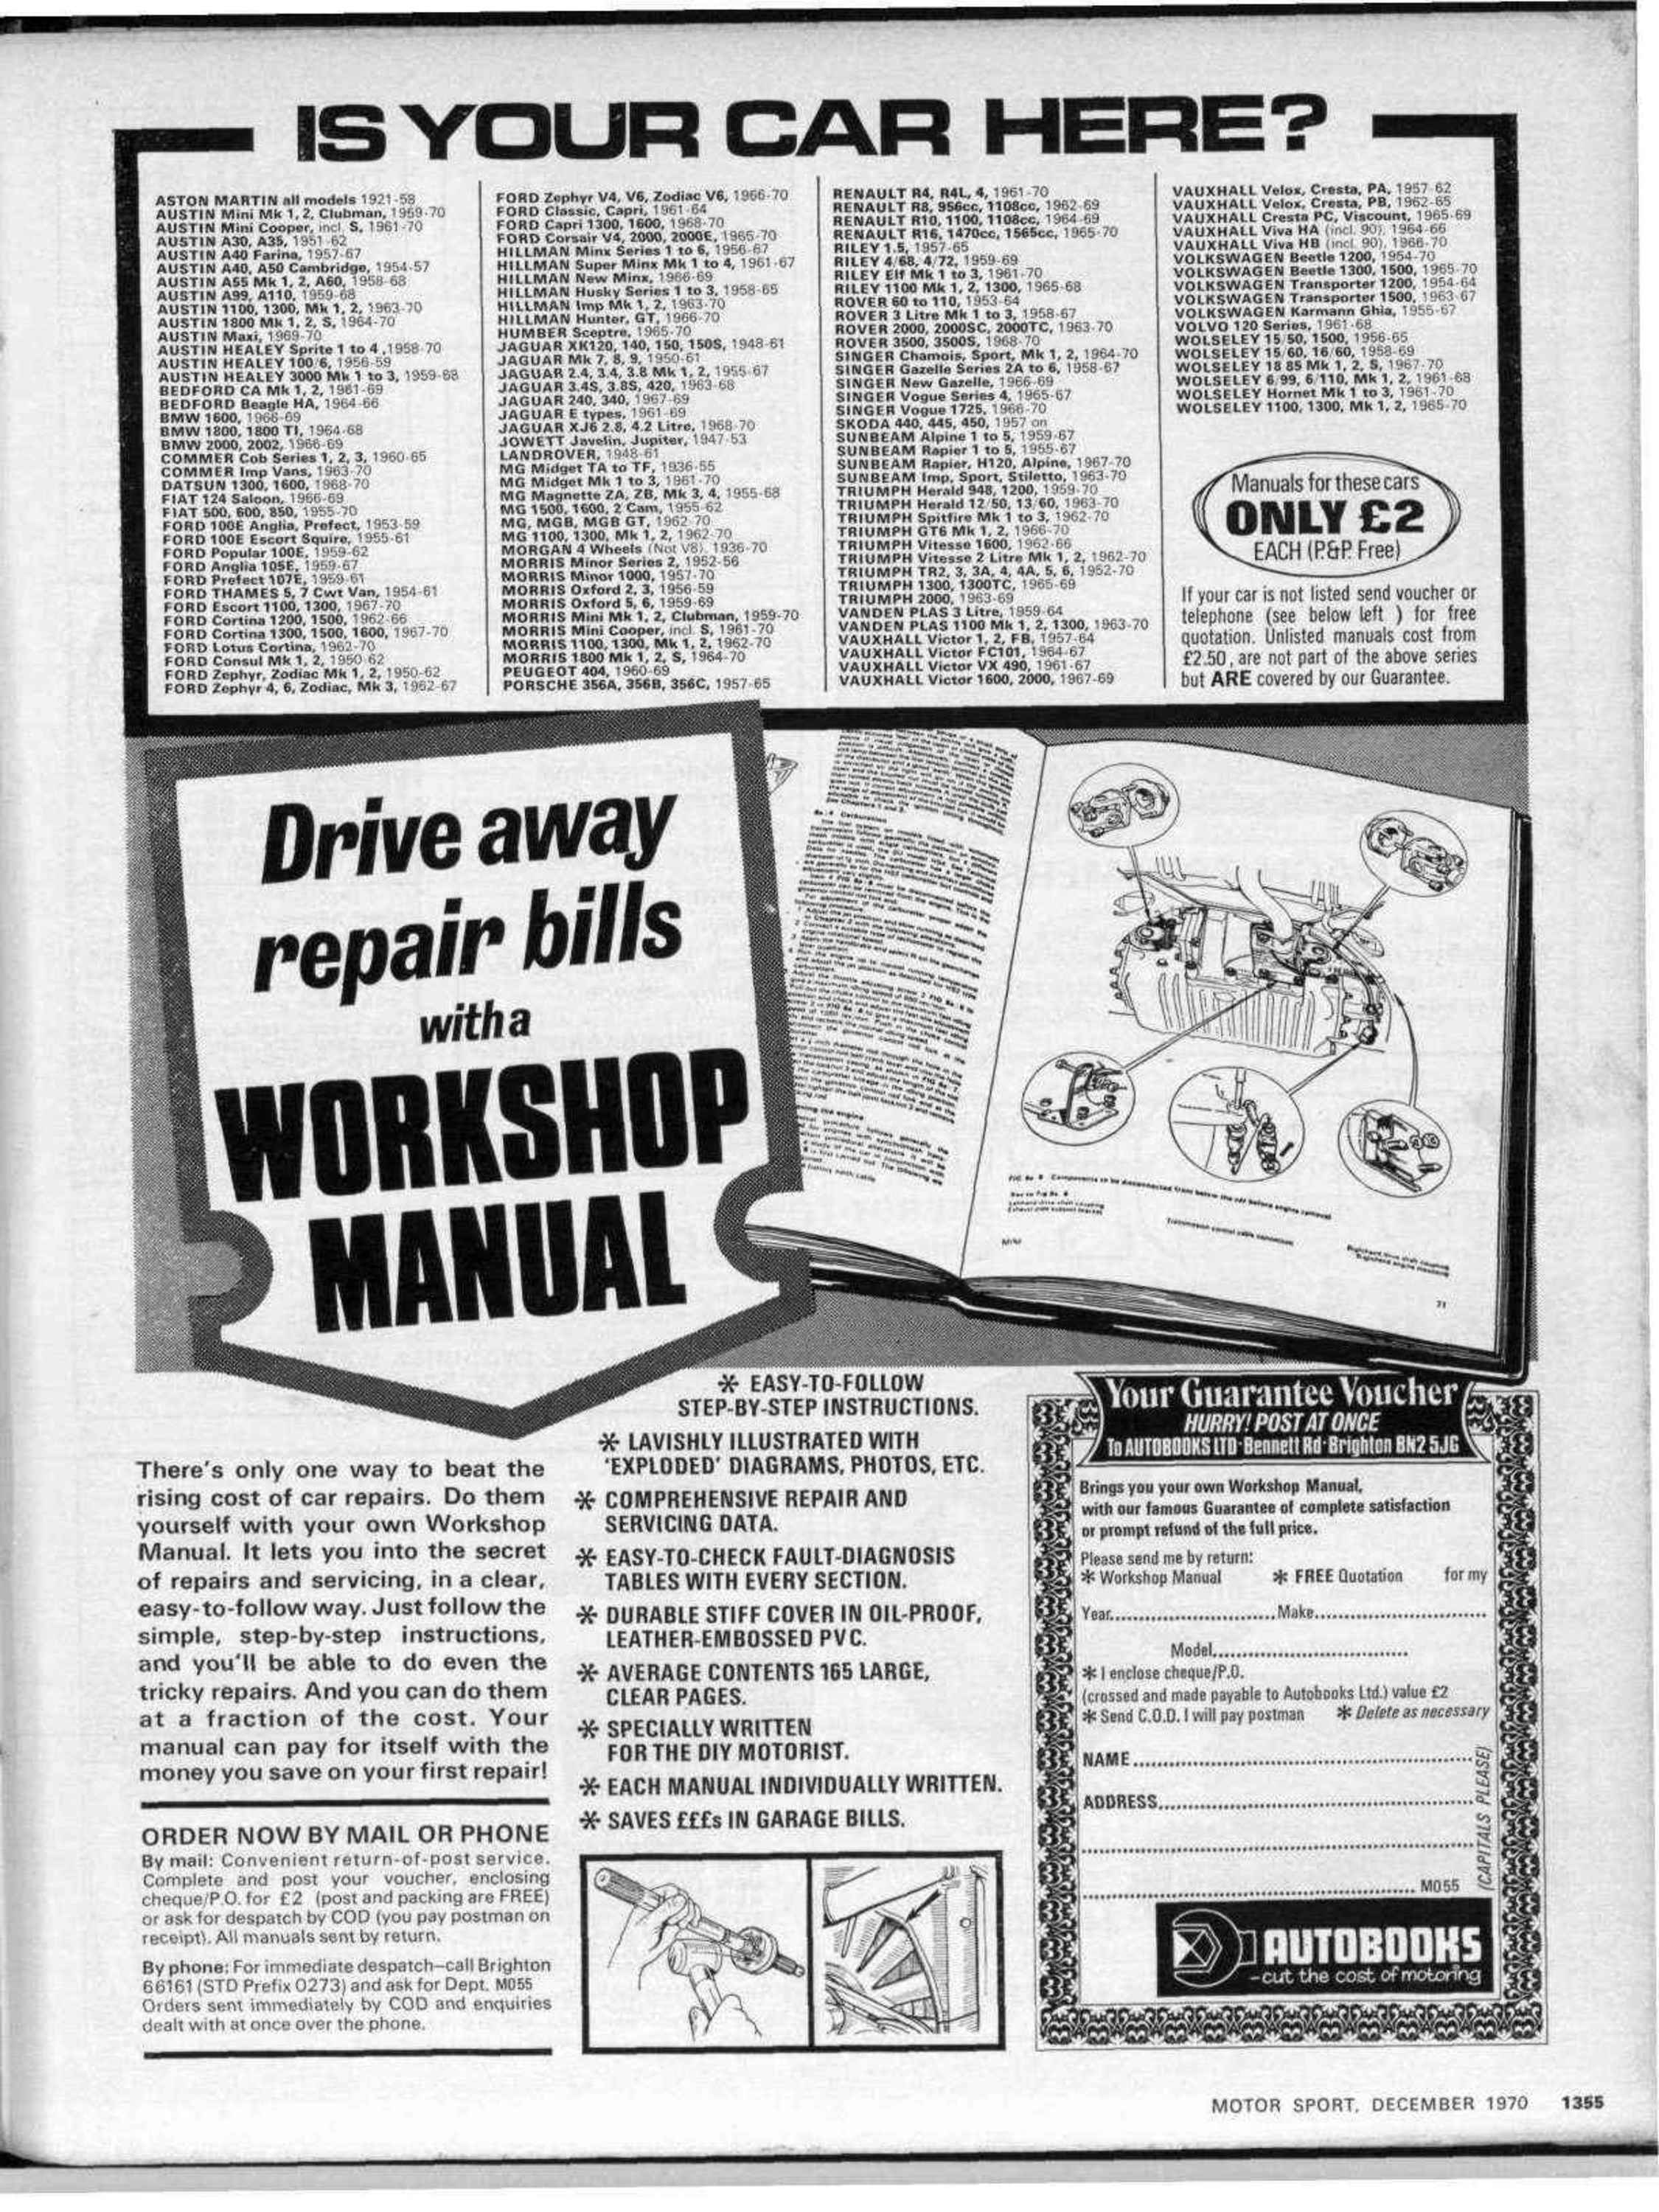 IS YOUR CAR HERE?
ASTON MARTIN all models 1921-58
AUSTIN Mini Mk 1, 2, Clubman, 1959-70
AUSTIN Mini Cooper, incl. S, 1961-70
AUSTIN A30, A35, 1951-62
AUSTIN A40 Farina, 1957-67
AUSTIN A40, A50 Cambridge, 1954-57
AUSTIN A55 Mk 1, 2, A60, 1958-68
AUSTIN A99, A110, 1959-68
AUSTIN 1100, 1300, Mk 1, 2, 1963-70
AUSTIN 1800 Mk 1, 2, S, 1964-70
AUSTIN Maxi, 1969-70
AUSTIN HEALEY Sprite 1 to 4 ,1958-70
AUSTIN HEALEY 100/6, 1956-59
AUSTIN HEALEY 3000 Mk 1 to 3, 1959-68
BEDFORD CA Mk 1, 2, 1961-69
BEDFORD Beagle HA, 1964-66
BMW 1600, 1966-69
BMW 1800, 1800 TI, 1964-68
BMW 2000, 2002, 1966-69
COMMER Cob Series 1, 2, 3, 1960-65
COMMER Imp Vans, 1963-70
DATSUN 1300, 1600, 1968-70
FIAT 124 Saloon, 1966-69
FIAT 500, 600, 850, 1955-70
FORD 100E Anglia, Prefect, 1953-59
FORD 100E Escort Squire, 1955-61
FORD Popular 100E, 1959-62
FORD Anglia 105E, 1959-67
FORD Prefect 107E, 1959-61
FORD THAMES 5, 7 Cwt Van, 1954-61
FORD Escort 1100, 1300, 1967-70
FORD Cortina 1200, 1500, 1962-66
FORD Cortina 1300, 1500, 1600, 1967-70
FORD Lotus Cortina, 1962-70
FORD Consul Mk 1, 2, 1950-62
FORD Zephyr, Zodiac Mk 1, 2, 1950-62
FORD Zephyr 4, 6, Zodiac, Mk 3, 1962-67
FORD Zephyr V4, V6, Zodiac V6, 1966-70
FORD Classic, Capri, 1961-64
FORD Capri 1300, 1600, 1968-70
FORD Corsair V4, 2000, 2000E, 1965-70
HILLMAN Minx Series 1 to 6, 1956-67
HILLMAN Super Minx Mk 1 to 4, 1961-67
HILLMAN New Minx, 1966-69
HILLMAN Husky Series 1 to 3, 1958-65
HILLMAN Imp Mk 1, 2, 1963-70
HILLMAN Hunter, GT, 1966-70
HUMBER Sceptre, 1965-70
JAGUAR XK120, 140, 150, 150S, 1948-61
JAGUAR Mk 7, 8, 9, 1950-61
JAGUAR 2.4, 3.4, 3.8 Mk 1, 2, 1955-67
JAGUAR 3.4S, 3.8S, 420, 1963-68
JAGUAR 240, 340, 1967-69
JAGUAR E types, 1961-69
JAGUAR XJ6 2.8, 4.2 Litre, 1968-70
JOWETT Javelin, Jupiter, 1947-53
LANDROVER, 1948-61
MG Midget TA to TF, 1936-55
MG Midget Mk 1 to 3, 1961-70
MG Magnette ZA, ZB, Mk 3, 4, 1955-68
MG 1500, 1600, 2 Cam, 1955-62
MG, MGB, MGB GT, 1962-70
MG 1100, 1300, Mk 1, 2, 1962-70
MORGAN 4 Wheels (Not V8), 1936-70
MORRIS Minor Series 2, 1952-56
MORRIS Minor 1000, 1957-70
MORRIS Oxford 2, 3, 1956-59
MORRIS Oxford 5, 6, 1959-69
MORRIS Mini Mk 1, 2, Clubman, 1959-70
MORRIS Mini Cooper, incl. S, 1961-70
MORRIS 1100, 1300, Mk 1, 2, 1962-70
MORRIS 1800 Mk 1, 2, S, 1964-70
PEUGEOT 404, 1960-69
PORSCHE 356A, 356B, 356C, 1957-65
RENAULT R4, R4L, 4, 1961-70
RENAULT R8, 956cc, 1108cc, 1962-69
RENAULT R10, 1100, 1108cc, 1964-69
RENAULT R16, 1470cc, 1565cc, 1965-70
RILEY 1.5, 1957-65
RILEY 4/68, 4/72, 1959-69
RILEY Elf Mk 1 to 3, 1961-70
RILEY 1100 Mk 1, 2, 1300, 1965-68
ROVER 60 to 110, 1953-64
ROVER 3 Litre Mk 1 to 3, 1958-67
ROVER 2000, 2000SC, 2000TC, 1963-70
ROVER 3500, 3500S, 1968-70
SINGER Chamois, Sport, Mk 1, 2, 1964-70
SINGER Gazelle Series 2A to 6, 1958-67
SINGER New Gazelle, 1966-69
SINGER Vogue Series 4, 1965-67
SINGER Vogue 1725, 1966-70
SKODA 440, 445, 450, 1957 on
SUNBEAM Alpine 1 to 5, 1959-67
SUNBEAM Rapier 1 to 5, 1955-67
SUNBEAM Rapier, H120, Alpine, 1967-70
SUNBEAM Imp, Sport, Stiletto, 1963-70
TRIUMPH Herald 948, 1200, 1959-70
TRIUMPH Herald 12/50, 13/60, 1963-70
TRIUMPH Spitfire Mk 1 to 3, 1962-70
TRIUMPH GT6 Mk 1, 2, 1966-70
TRIUMPH Vitesse 1600, 1962-66
TRIUMPH Vitesse 2 Litre Mk 1, 2, 1962-70
TRIUMPH TR2, 3, 3A, 4, 4A, 5, 6, 1952-70
TRIUMPH 1300, 1300TC, 1965-69
TRIUMPH 2000, 1963-69
VANDEN PLAS 3 Litre, 1959-64
VANDEN PLAS 1100 Mk 1, 2, 1300, 1963-70
VAUXHALL Victor 1, 2, FB, 1957-64
VAUXHALL Victor FC101, 1964-67
VAUXHALL Victor VX 490, 1961-67
VAUXHALL Victor 1600, 2000, 1967-69
VAUXHALL Velox, Cresta, PA, 1957-62
VAUXHALL Velox, Cresta, PB, 1962-65
VAUXHALL Cresta PC, Viscount, 1965-69
VAUXHALL Viva HA (incl. 90), 1964-66
VAUXHALL Viva HB (incl. 90), 1966-70
VOLKSWAGEN Beetle 1200, 1954-70
VOLKSWAGEN Beetle 1300, 1500, 1965-70
VOLKSWAGEN Transporter 1200, 1954-64
VOLKSWAGEN Transporter 1500, 1963-67
VOLKSWAGEN Karmann Ghia, 1955-67
VOLVO 120 Series, 1961-68
WOLSELEY 15/50, 1500, 1956-65
WOLSELEY 15/60, 16/60, 1958-69
WOLSELEY 18 85 Mk 1, 2, S, 1967-70
WOLSELEY 6/99, 6/110, Mk 1, 2, 1961-68
WOLSELEY Hornet Mk 1 to 3, 1961-70
WOLSELEY 1100, 1300, Mk 1, 2, 1965-70
Manuals for these cars
ONLY £2
EACH (P.&P. Free)
If your car is not listed send voucher or
telephone (see below left ) for free
quotation. Unlisted manuals cost from
£2.50, are not part of the above series
but ARE covered by our Guarantee.
Drive away
repair bills
with a
WORKSHOP
MANUAL
MINI
71
There's only one way to beat the
rising cost of car repairs. Do them
yourself with your own Workshop
Manual. It lets you into the secret
of repairs and servicing, in a clear,
easy-to-follow way. Just follow the
simple, step-by-step instructions,
and you'll be able to do even the
tricky repairs. And you can do them
at a fraction of the cost. Your
manual can pay for itself with the
money you save on your first repair!
ORDER NOW BY MAIL OR PHONE
By mail: Convenient return-of-post service.
Complete and post your voucher, enclosing
cheque/P.O. for £2 (post and packing are FREE)
or ask for despatch by COD (you pay postman on
receipt). All manuals sent by return.
By phone: For immediate despatch—call Brighton
66161 (STD Prefix 0273) and ask for Dept. M055
Orders sent immediately by COD and enquiries
dealt with at once over the phone.
* EASY-TO-FOLLOW
STEP-BY-STEP INSTRUCTIONS.
* LAVISHLY ILLUSTRATED WITH
'EXPLODED' DIAGRAMS, PHOTOS, ETC.
* COMPREHENSIVE REPAIR AND
SERVICING DATA.
* EASY-TO-CHECK FAULT-DIAGNOSIS
TABLES WITH EVERY SECTION.
* DURABLE STIFF COVER IN OIL-PROOF,
LEATHER-EMBOSSED PVC.
* AVERAGE CONTENTS 165 LARGE,
CLEAR PAGES.
* SPECIALLY WRITTEN
FOR THE DIY MOTORIST.
* EACH MANUAL INDIVIDUALLY WRITTEN.
* SAVES £££s IN GARAGE BILLS.
Your Guarantee Voucher
HURRY! POST AT ONCE
To AUTOBOOKS LTD·Bennett Rd·Brighton BN2 5JG
Brings you your own Workshop Manual,
with our famous Guarantee of complete satisfaction
or prompt refund of the full price.
Please send me by return:
* Workshop Manual * FREE Quotation for my
Year............................Make............................
Model................................
* I enclose cheque/P.O.
(crossed and made payable to Autobooks Ltd.) value £2
* Send C.O.D. I will pay postman * Delete as necessary
NAME
ADDRESS
(CAPITALS PLEASE)
M055
AUTOBOOKS
-cut the cost of motoring
MOTOR SPORT, DECEMBER 1970 1355